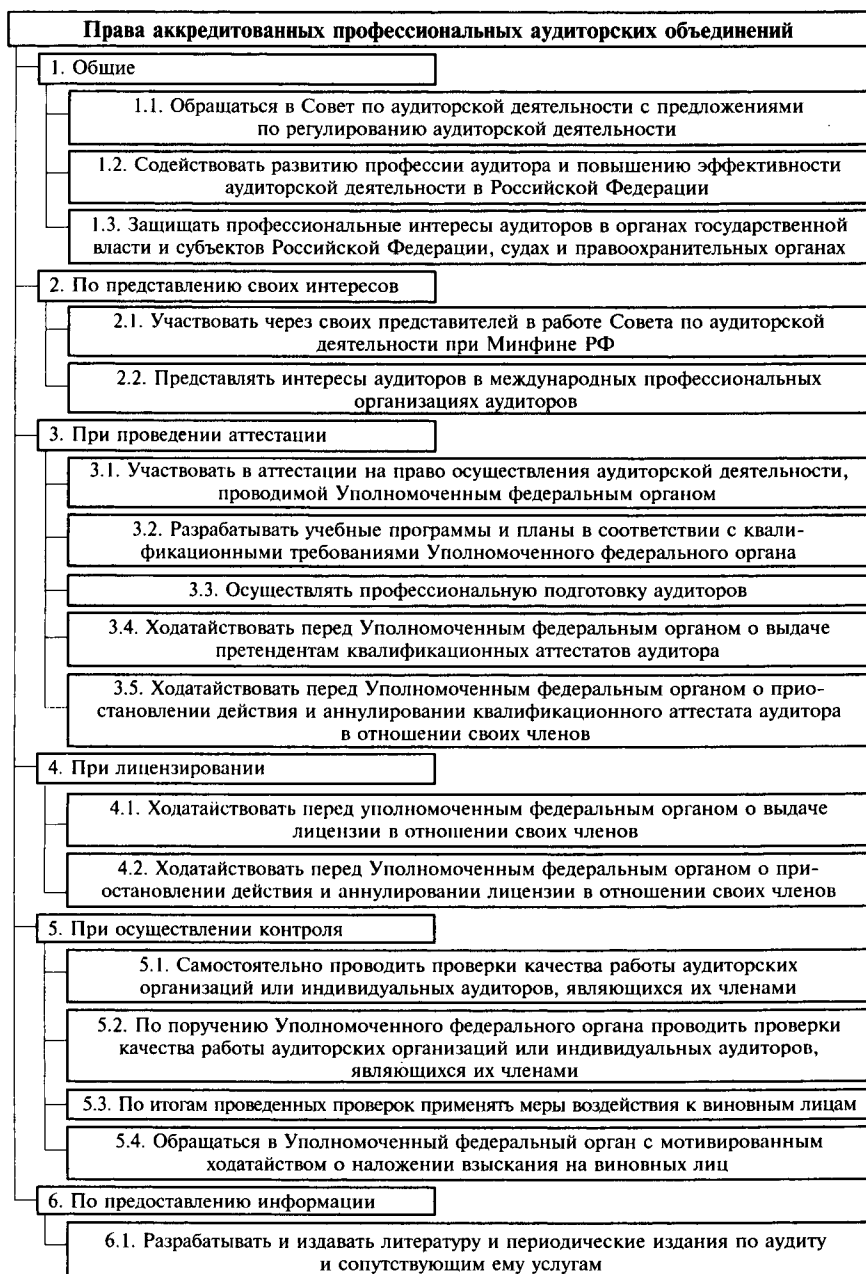 Права аккредитованных профессиональных аудиторских объединений
1. Общие
1.1. Обращаться в Совет по аудиторской деятельности с предложениями
по регулированию аудиторской деятельности
1.2. Содействовать развитию профессии аудитора и повышению эффективности
аудиторской деятельности в Российской Федерации
1.3. Защищать профессиональные интересы аудиторов в органах государственной
власти и субъектов Российской Федерации, судах и правоохранительных органах
2. По представлению своих интересов
2.1. Участвовать через своих представителей в работе Совета по аудиторской
деятельности при Минфине РФ
2.2. Представлять интересы аудиторов в международных профессиональных
организациях аудиторов
3. При проведении аттестации
3.1. Участвовать в аттестации на право осуществления аудиторской деятельности,
проводимой Уполномоченным федеральным органом
3.2. Разрабатывать учебные программы и планы в соответствии с квали-
фикационными требованиями Уполномоченного федерального органа
3.3. Осуществлять профессиональную подготовку аудиторов
3.4. Ходатайствовать перед Уполномоченным федеральным органом о выдаче
претендентам квалификационных аттестатов аудитора
3.5. Ходатайствовать перед Уполномоченным федеральным органом о прио-
становлении действия и аннулировании квалификационного аттестата аудитора
в отношении своих членов
4. При лицензировании
4.1. Ходатайствовать перед уполномоченным федеральным органом о выдаче
лицензии в отношении своих членов
4.2. Ходатайствовать перед Уполномоченным федеральным органом о при-
остановлении действия и аннулировании лицензии в отношении своих членов
5. При осуществлении контроля
5.1. Самостоятельно проводить проверки качества работы аудиторских
организаций или индивидуальных аудиторов, являющихся их членами
5.2. По поручению Уполномоченного федерального органа проводить проверки
качества работы аудиторских организаций или индивидуальных аудиторов,
являющихся их членами
5.3. По итогам проведенных проверок применять меры воздействия к виновным лицам
5.4. Обращаться в Уполномоченный федеральный орган с мотивированным
ходатайством о наложении взыскания на виновных лиц
6. По предоставлению информации
6.1. Разрабатывать и издавать литературу и периодические издания по аудиту
и сопутствующим ему услугам